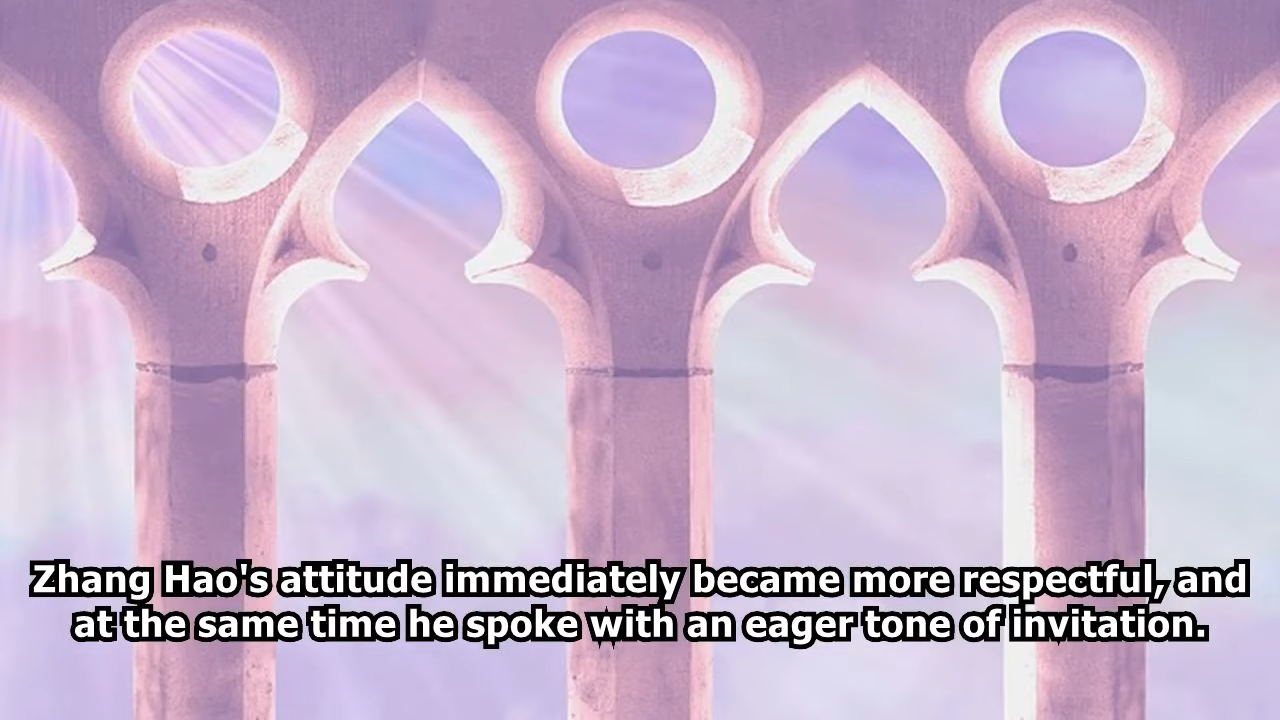 Zhang Hao's attitude immediately became more respectful, and
at the same time he spoke with an eager tone of invitation.